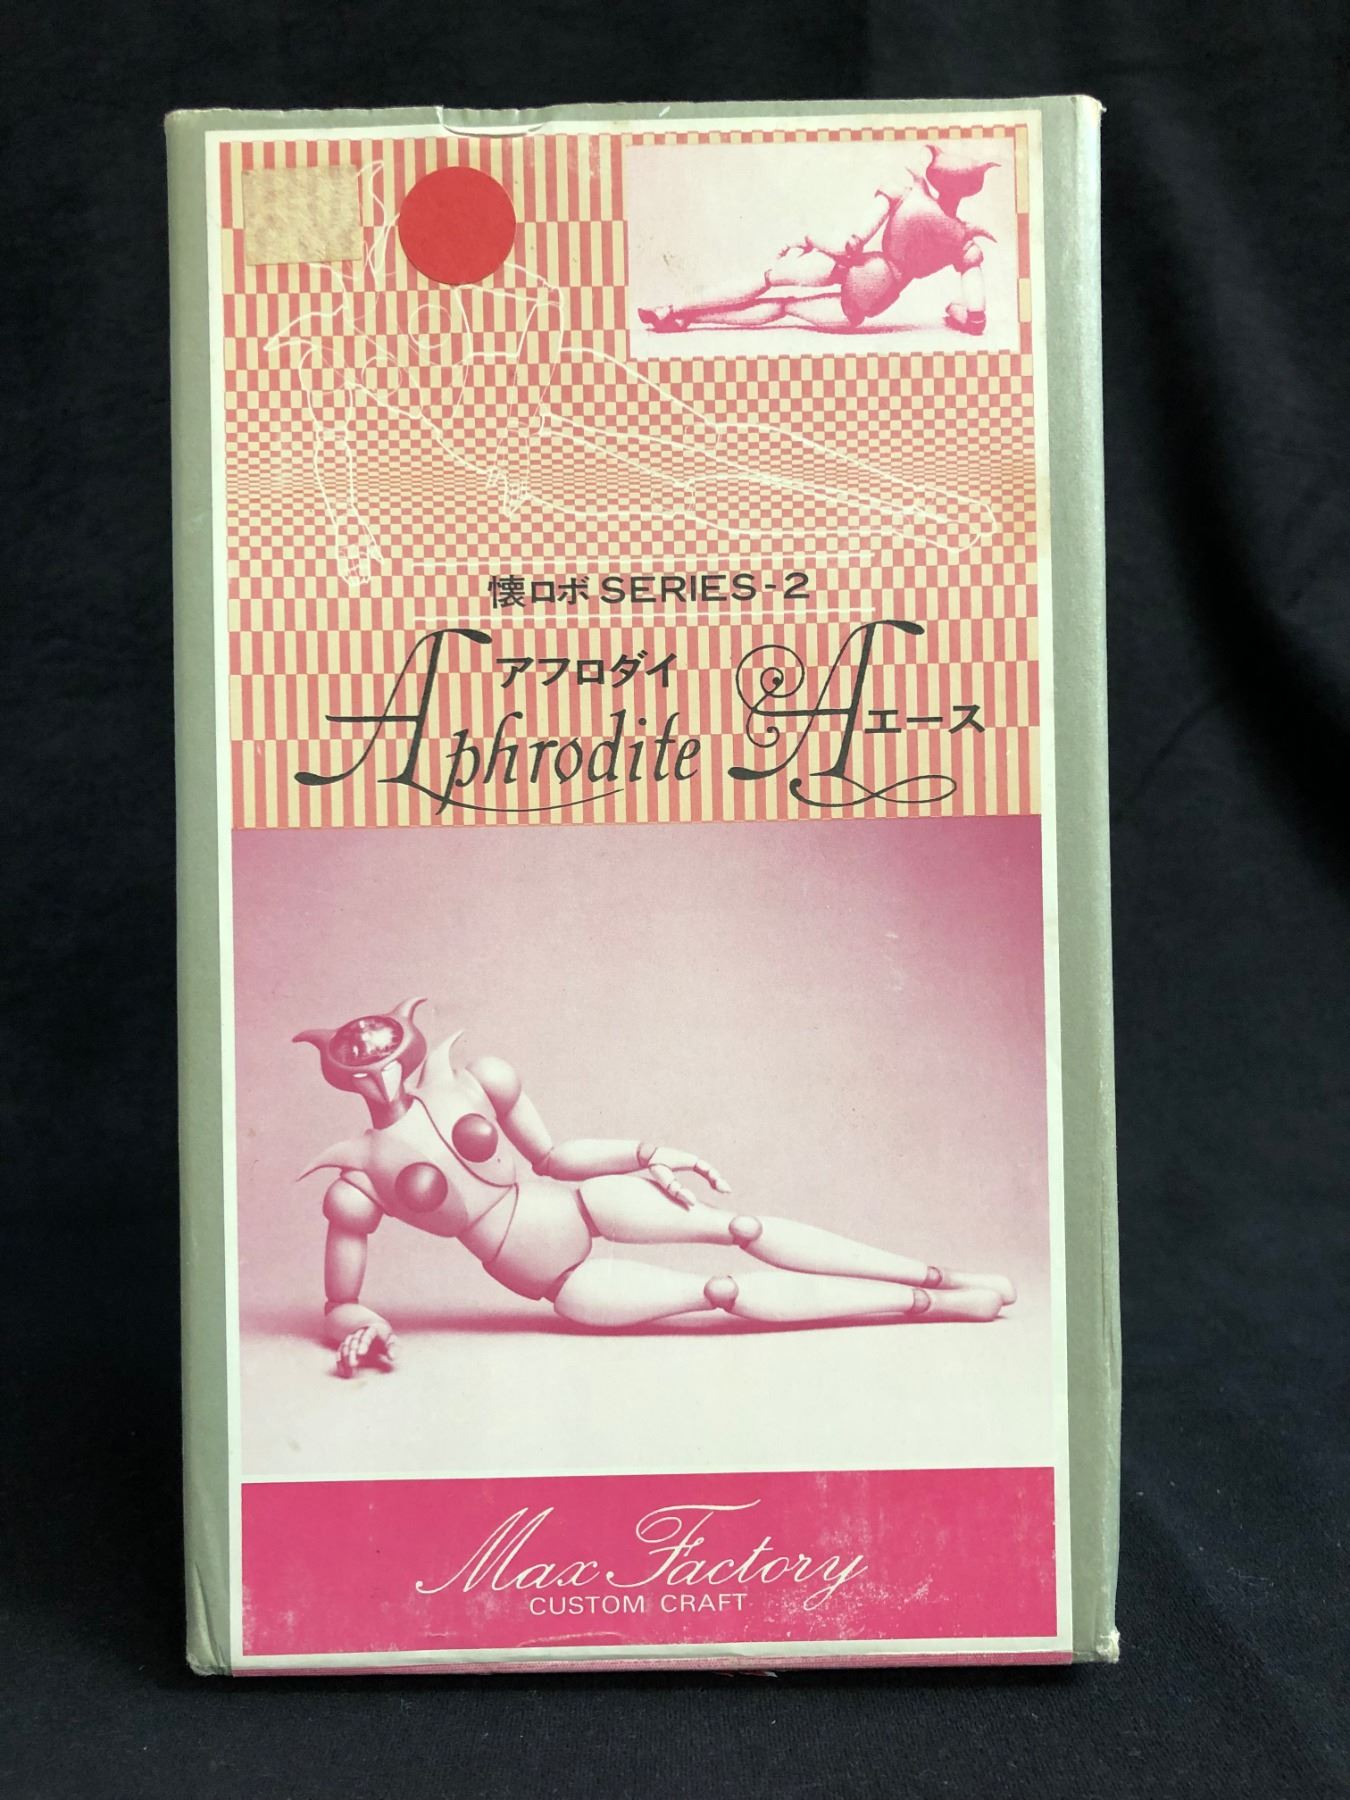 懐ロボ SERIES-2
アフロダイ エース
Aphrodite A
Max Factory
CUSTOM CRAFT